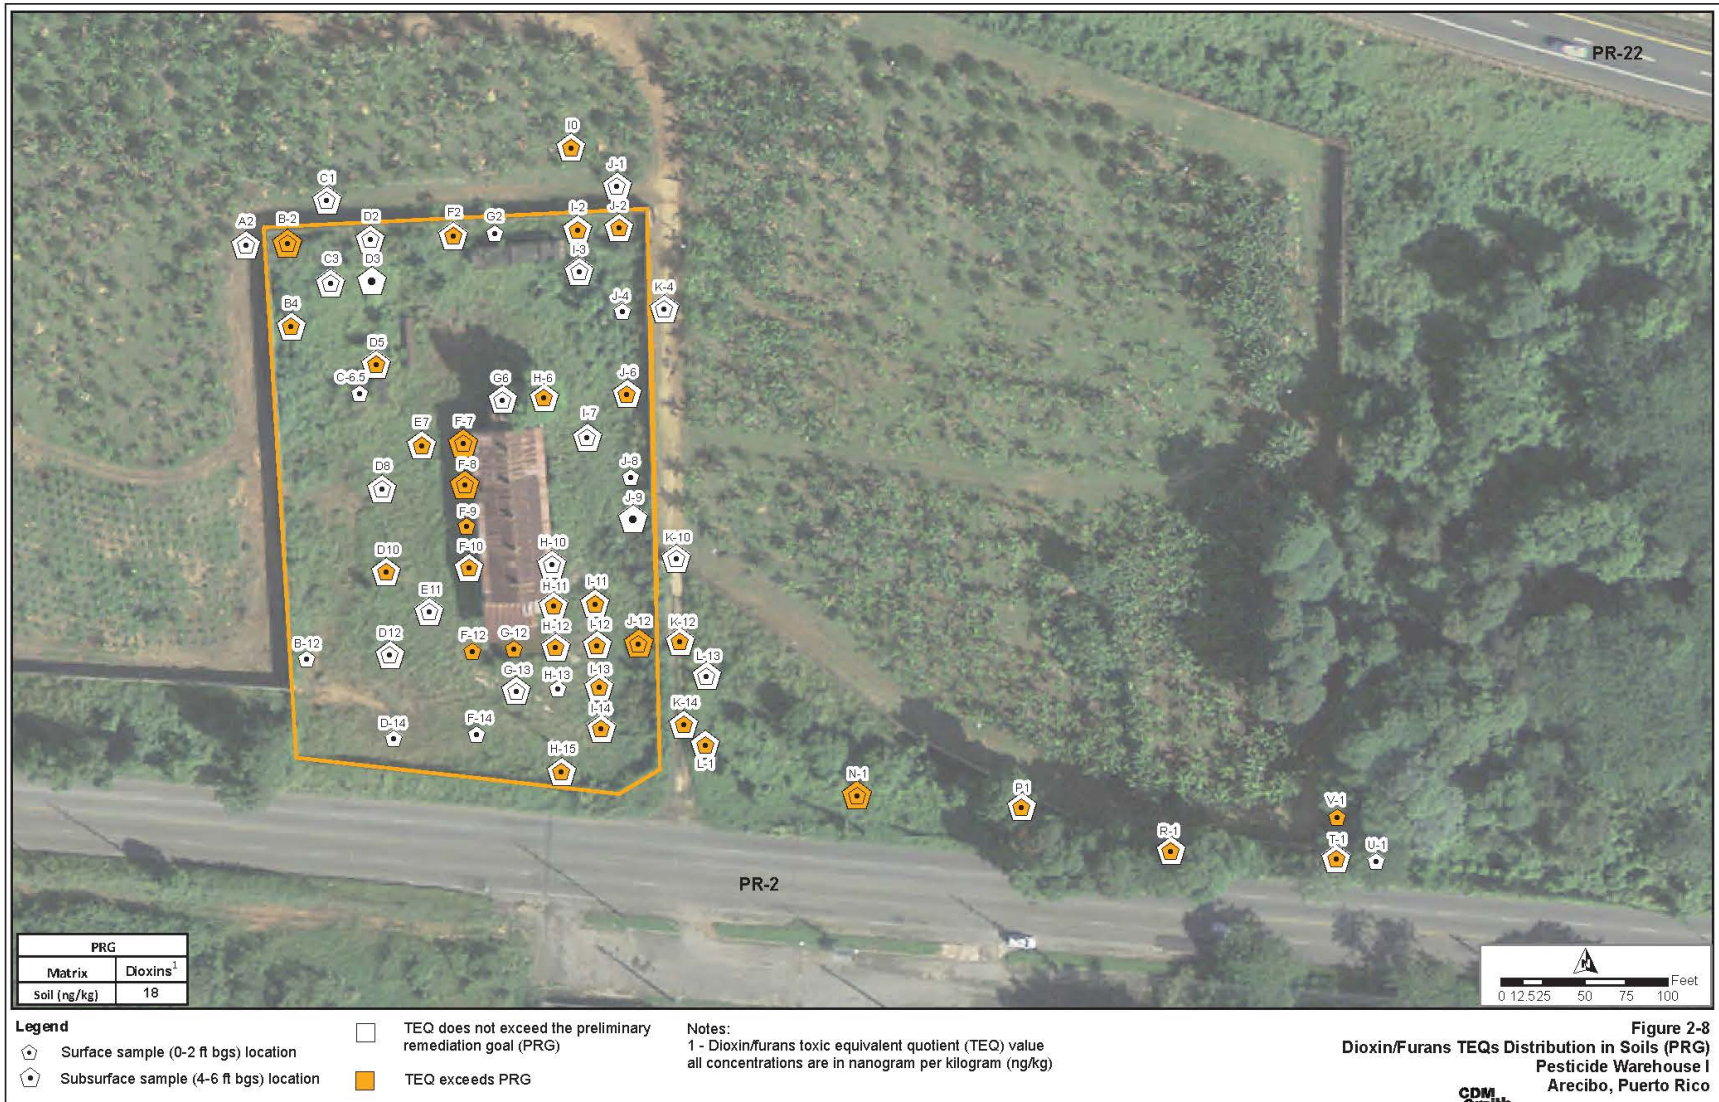 PR-22
I0
J-1
C1
A2
B-2
D2
F2
G2
I-2
J-2
C3
D3
I-3
B4
J-4
K-4
D5
C-6.5
G6
H-6
J-6
E7
F-7
I-7
D8
F-8
J-8
F-9
J-9
D10
F-10
H-10
K-10
E11
H-11
I-11
B-12
D12
F-12
G-12
H-12
I-12
J-12
K-12
G-13
H-13
I-13
L-13
D-14
F-14
I-14
K-14
H-15
L-1
N-1
P1
R-1
V-1
T-1
U-1
PR-2
PRG
Matrix Dioxins1
Soil (ng/kg) 18
Feet
0 12.525 50 75 100
Legend
Surface sample (0-2 ft bgs) location
Subsurface sample (4-6 ft bgs) location
TEQ does not exceed the preliminary
remediation goal (PRG)
TEQ exceeds PRG
Notes:
1 - Dioxin/furans toxic equivalent quotient (TEQ) value
all concentrations are in nanogram per kilogram (ng/kg)
Figure 2-8
Dioxin/Furans TEQs Distribution in Soils (PRG)
Pesticide Warehouse I
Arecibo, Puerto Rico
CDM